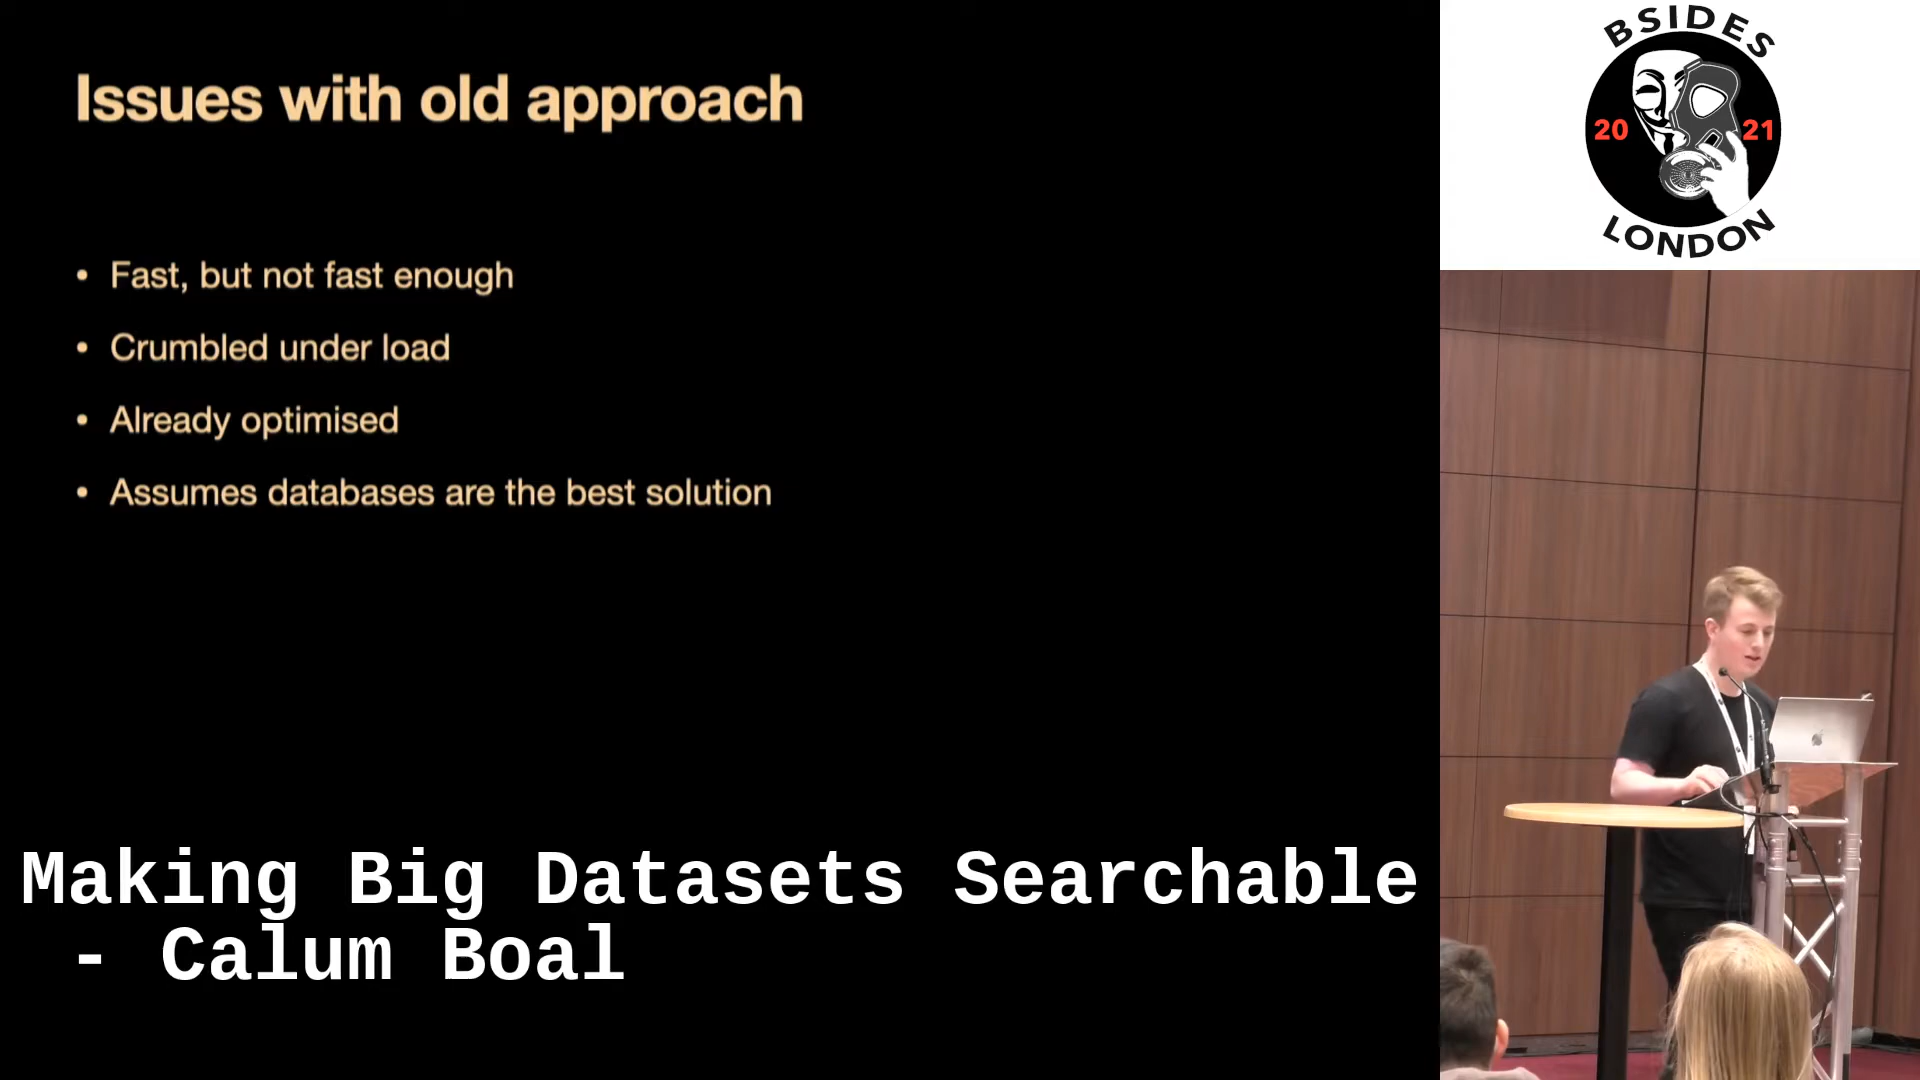 Issues with old approach
• Fast, but not fast enough
• Crumbled under load
• Already optimised
• Assumes databases are the best solution
Making Big Datasets Searchable
- Calum Boal
BSIDES
20 21
LONDON